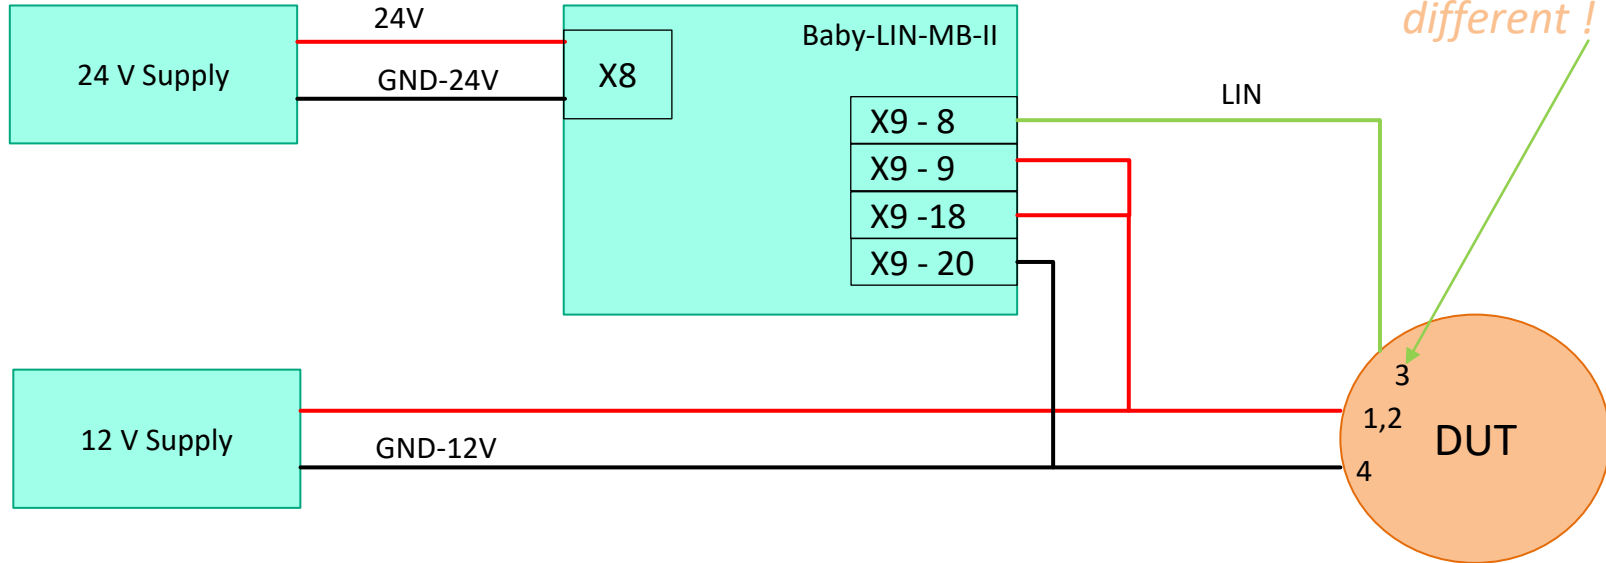 different !
24V
Baby-LIN-MB-II
24 V Supply
GND-24V
X8
LIN
X9 - 8
X9 - 9
X9 -18
X9 - 20
3
1,2
12 V Supply
GND-12V
DUT
4